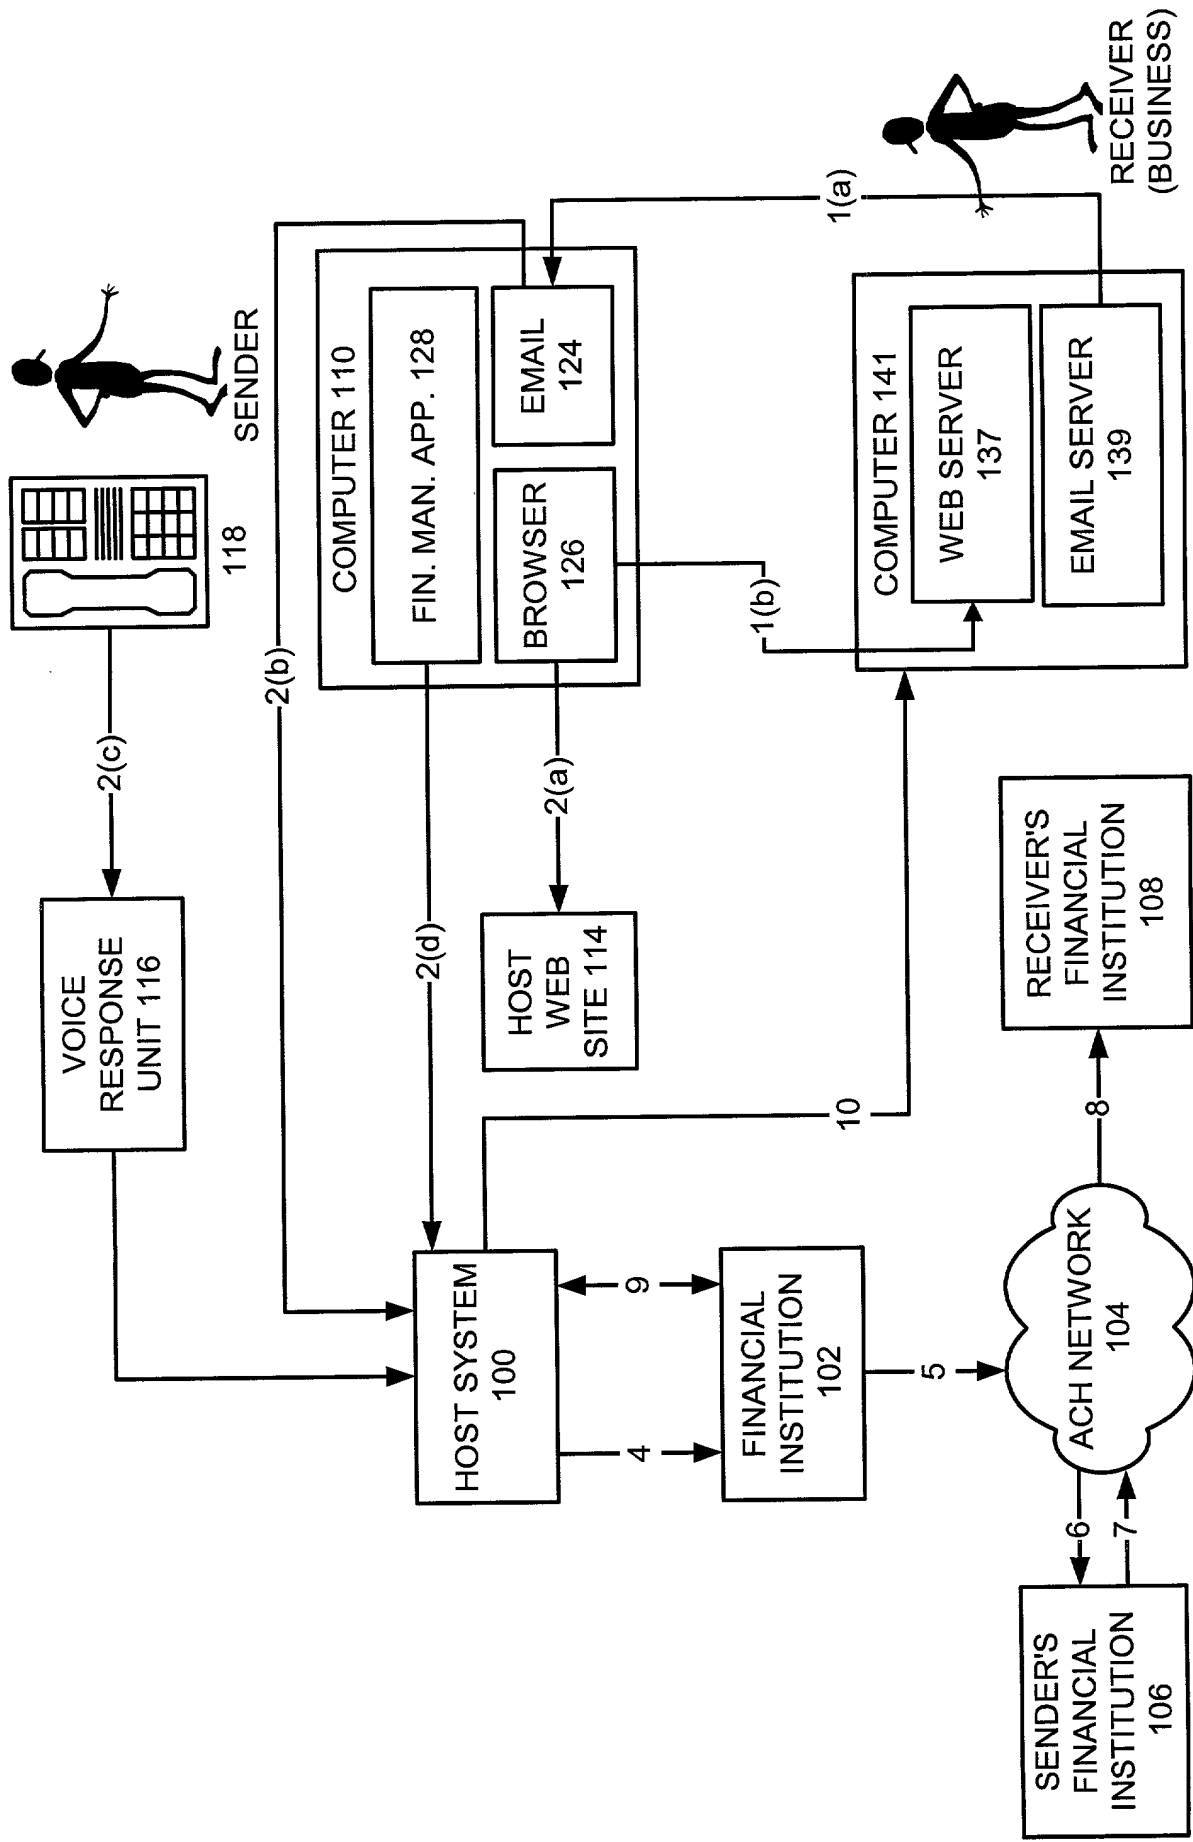 SENDER
118
2(c)
VOICE
RESPONSE
UNIT 116
2(b)
COMPUTER 110
FIN. MAN. APP. 128
BROWSER
126
EMAIL
124
2(d)
2(a)
HOST
WEB
SITE 114
1(a)
1(b)
RECEIVER
(BUSINESS)
COMPUTER 141
WEB SERVER
137
EMAIL SERVER
139
HOST SYSTEM
100
10
9
4
FINANCIAL
INSTITUTION
102
5
ACH NETWORK
104
6
7
8
SENDER'S
FINANCIAL
INSTITUTION
106
RECEIVER'S
FINANCIAL
INSTITUTION
108